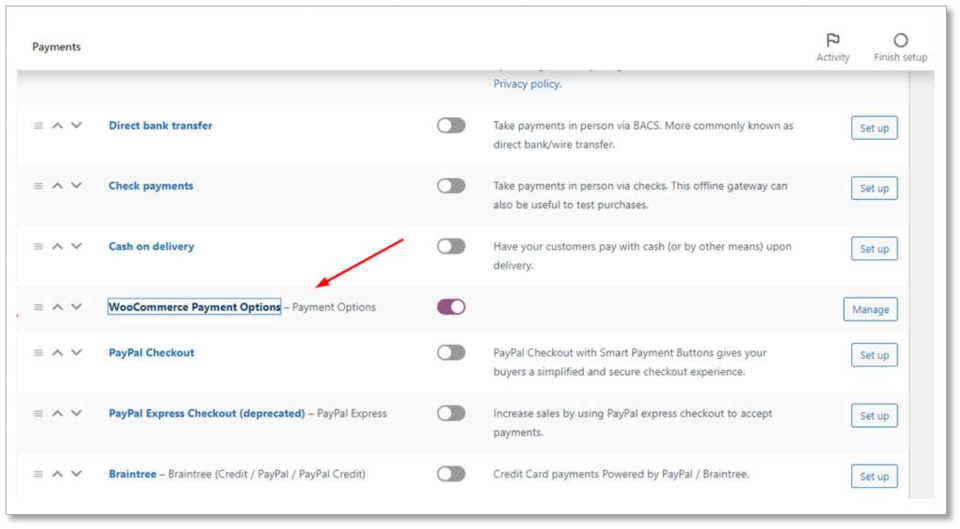 Payments
Activity
Finish setup
Privacy policy.
Direct bank transfer
Take payments in person via BACS. More commonly known as
direct bank/wire transfer.
Set up
Check payments
Take payments in person via checks. This offline gateway can
also be useful to test purchases.
Set up
Cash on delivery
Have your customers pay with cash (or by other means) upon
delivery.
Set up
WooCommerce Payment Options – Payment Options
Manage
PayPal Checkout
PayPal Checkout with Smart Payment Buttons gives your
buyers a simplified and secure checkout experience.
Set up
PayPal Express Checkout (deprecated) – PayPal Express
Increase sales by using PayPal express checkout to accept
payments.
Set up
Braintree – Braintree (Credit / PayPal / PayPal Credit)
Credit Card payments Powered by PayPal / Braintree.
Set up